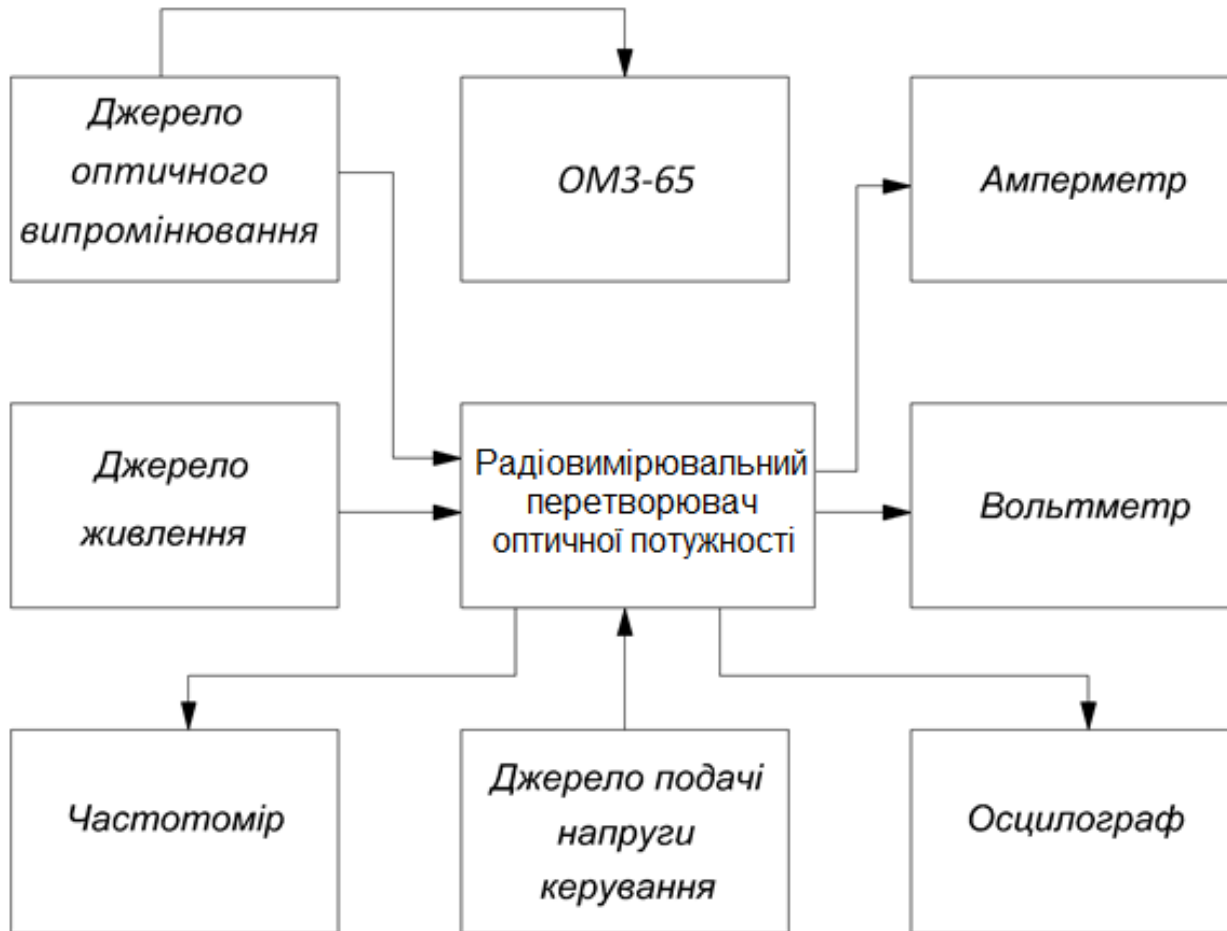 Джерело
оптичного
випромінювання
ОМЗ-65
Амперметр
Джерело
живлення
Радіовимірювальний
перетворювач
оптичної потужності
Вольтметр
Частотомір
Джерело подачі
напруги
керування
Осцилограф